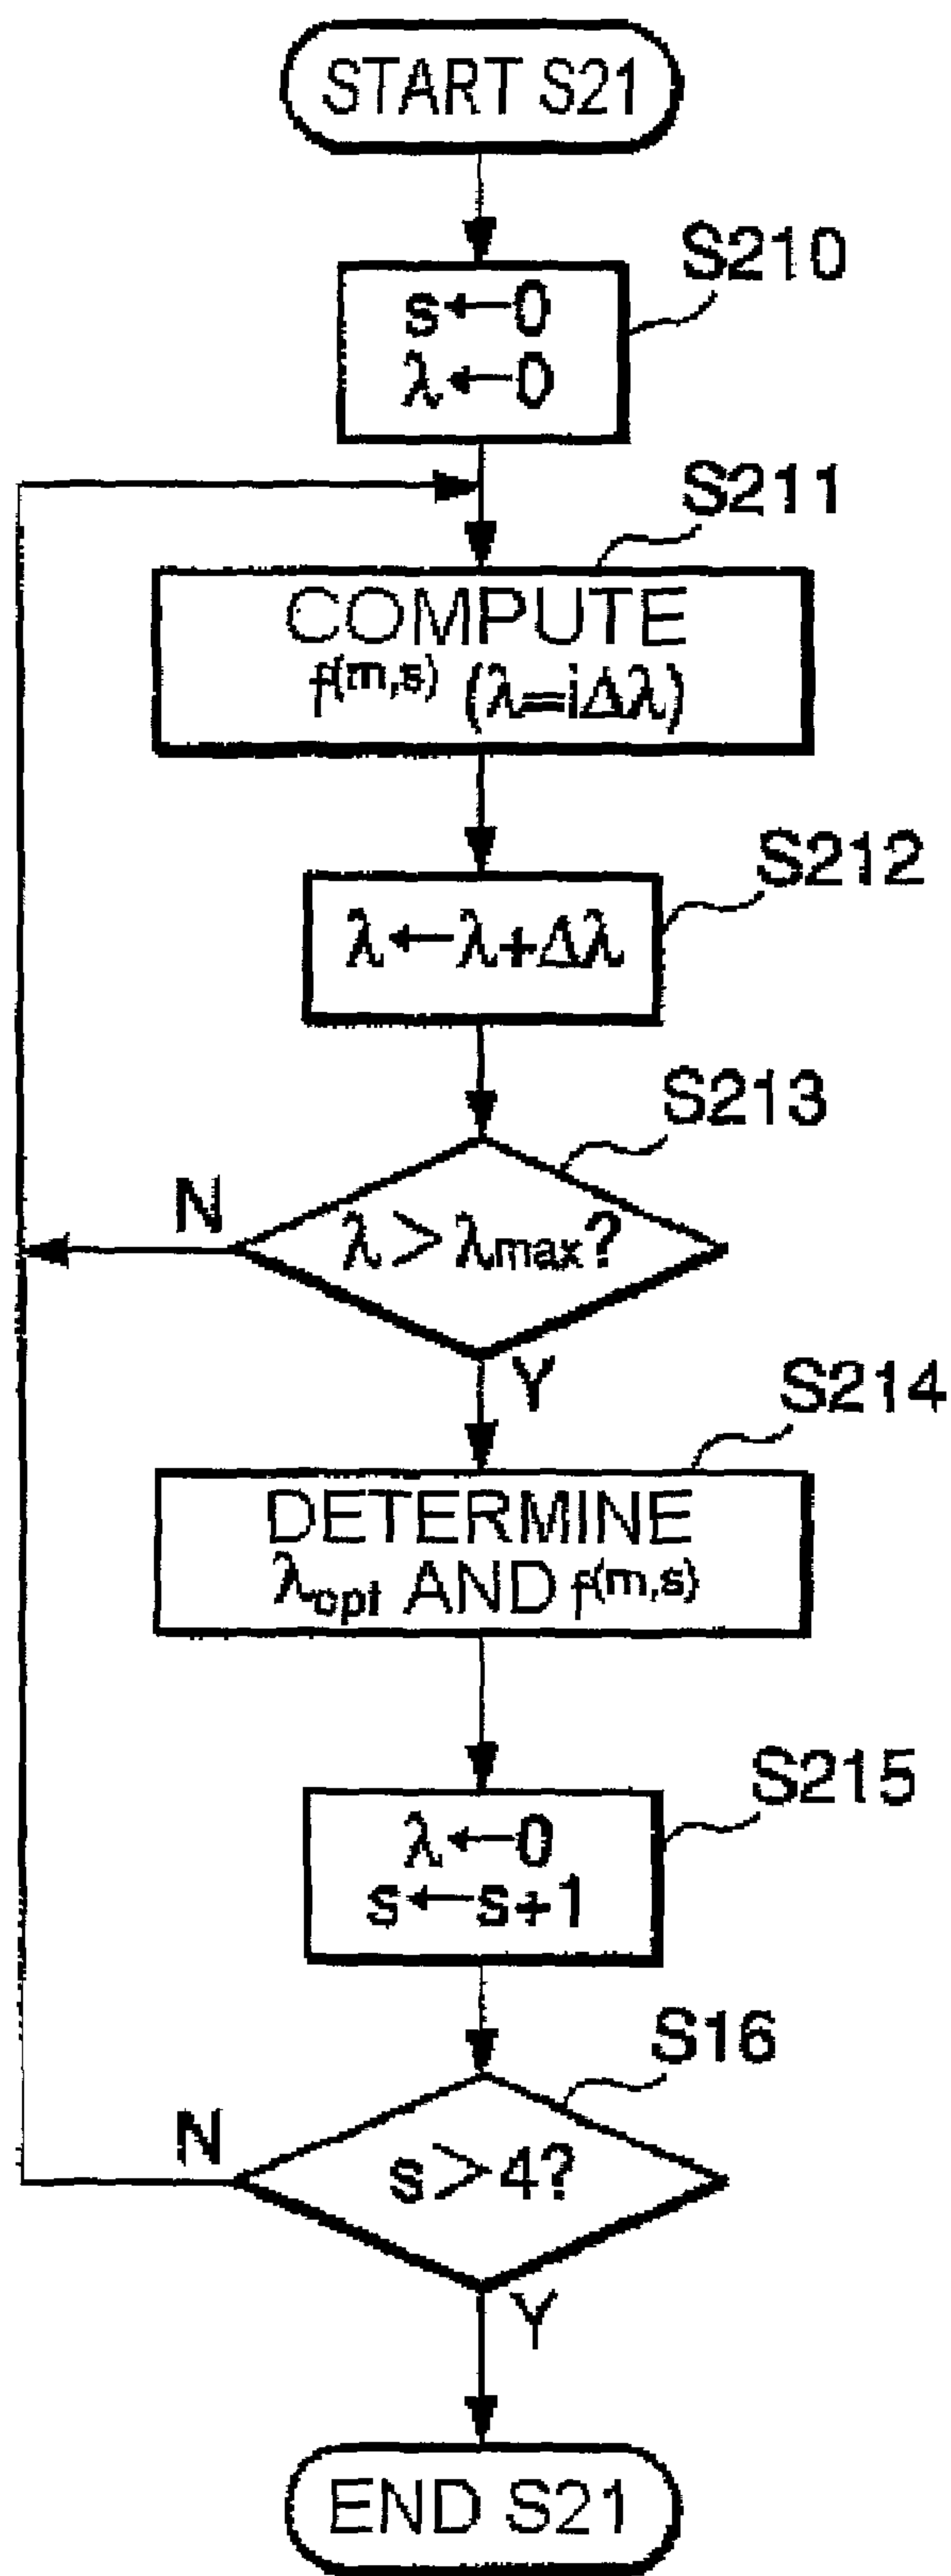 START S21
S210
s←0
λ←0
S211
COMPUTE
f(m,s) (λ=iΔλ)
S212
λ←λ+Δλ
S213
N
λ>λmax?
Y
S214
DETERMINE
λopt AND f(m,s)
S215
λ←0
s←s+1
S16
N
s>4?
Y
END S21